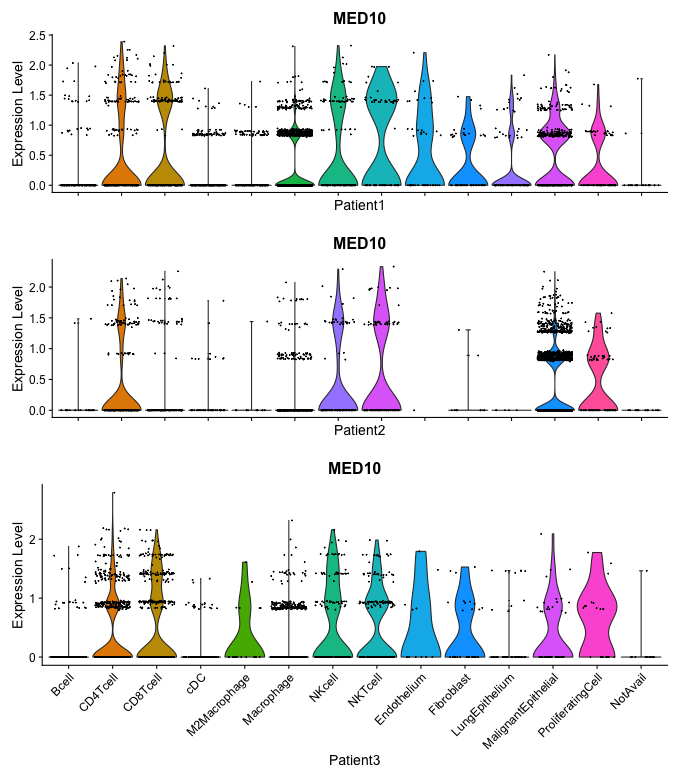 MED10
Expression Level
2.5
2.0
1.5
1.0
0.5
0.0
Patient1
MED10
Expression Level
2.0
1.5
1.0
0.5
0.0
Patient2
MED10
Expression Level
2
1
0
Bcell
CD4Tcell
CD8Tcell
cDC
M2Macrophage
Macrophage
NKcell
NKTcell
Endothelium
Fibroblast
LungEpithelium
MalignantEpithelial
ProliferatingCell
NotAvail
Patient3